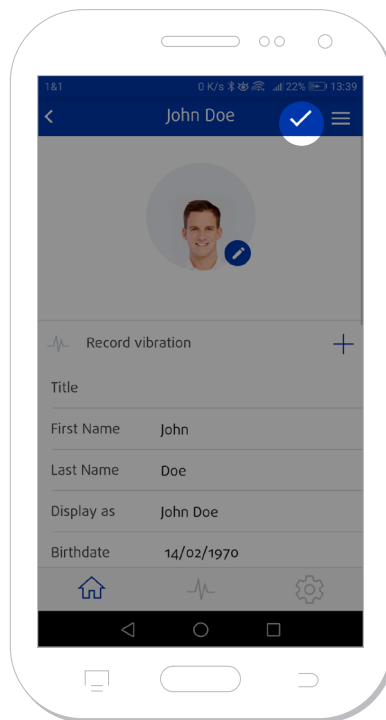 1&1 0 K/s 22% 13:39
John Doe
Record vibration
Title
First Name John
Last Name Doe
Display as John Doe
Birthdate 14/02/1970